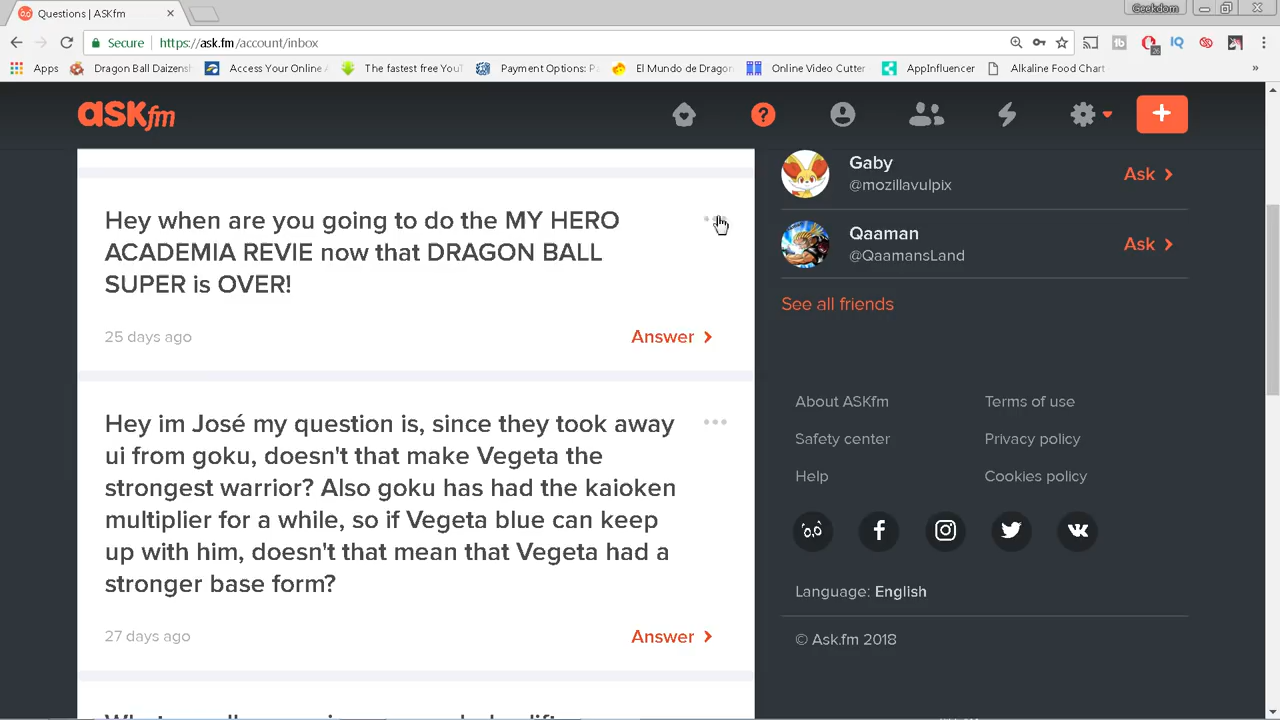 Questions | ASKfm
Geekdom
Secure
https://ask.fm/account/inbox
Apps
Dragon Ball Daizensh
Access Your Online
The fastest free You
Payment Options: P
El Mundo de Dragon
Online Video Cutter
AppInfluencer
Alkaline Food Chart
ASKfm
Hey when are you going to do the MY HERO
ACADEMIA REVIE now that DRAGON BALL
SUPER is OVER!
25 days ago
Answer
Hey im José my question is, since they took away
ui from goku, doesn't that make Vegeta the
strongest warrior? Also goku has had the kaioken
multiplier for a while, so if Vegeta blue can keep
up with him, doesn't that mean that Vegeta had a
stronger base form?
27 days ago
Answer
Gaby
@mozillavulpix
Ask
Qaaman
@QaamansLand
Ask
See all friends
About ASKfm
Terms of use
Safety center
Privacy policy
Help
Cookies policy
Language: English
© Ask.fm 2018